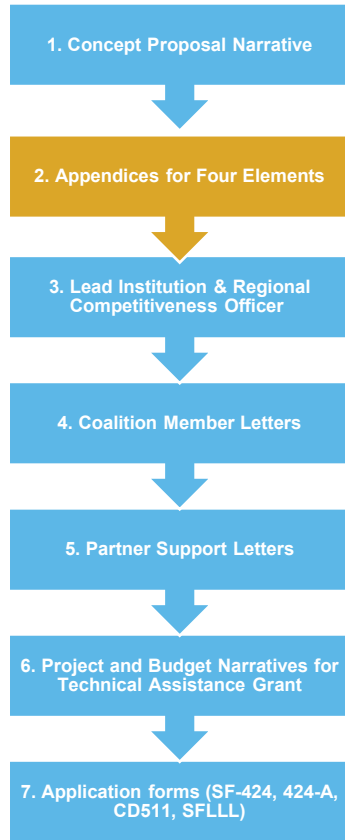 1. Concept Proposal Narrative
2. Appendices for Four Elements
3. Lead Institution & Regional
Competitiveness Officer
4. Coalition Member Letters
5. Partner Support Letters
6. Project and Budget Narratives for
Technical Assistance Grant
7. Application forms (SF-424, 424-A,
CD511, SFLLL)